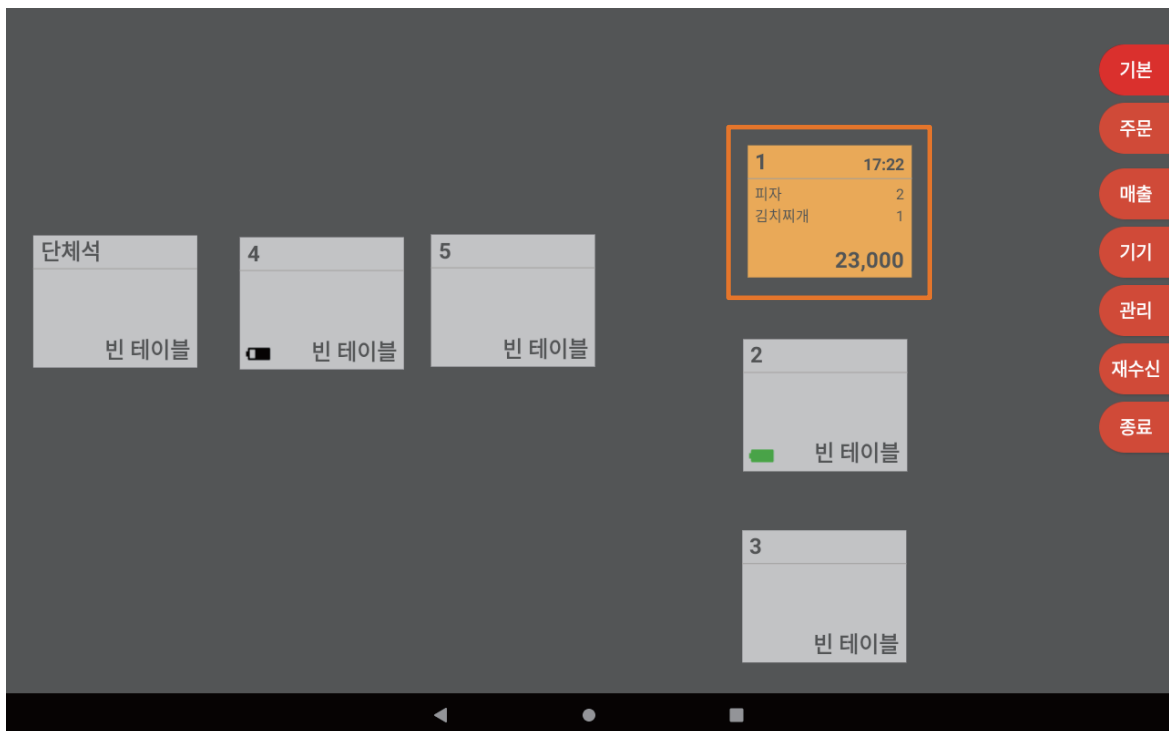 기본
주문
매출
기기
관리
재수신
종료
1 17:22
피자 2
김치찌개 1
23,000
단체석
빈 테이블
4
빈 테이블
5
빈 테이블
2
빈 테이블
3
빈 테이블